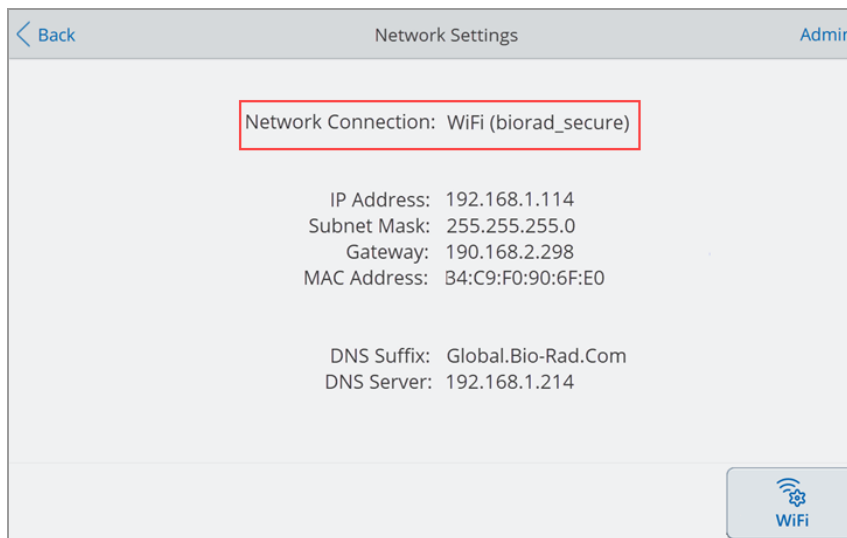 Back
Network Settings
Admin
Network Connection: WiFi (biorad_secure)
IP Address: 192.168.1.114
Subnet Mask: 255.255.255.0
Gateway: 190.168.2.298
MAC Address: B4:C9:F0:90:6F:E0
DNS Suffix: Global.Bio-Rad.Com
DNS Server: 192.168.1.214
WiFi